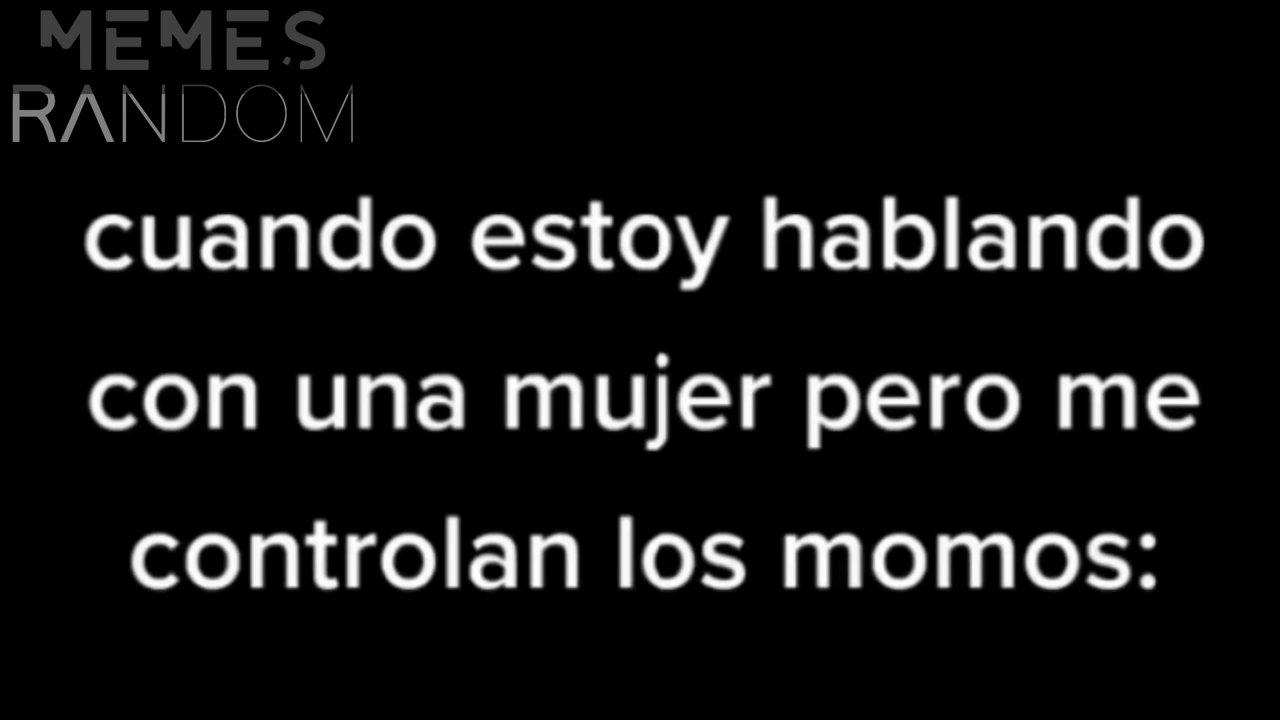 MEMES
RANDOM
cuando estoy hablando
con una mujer pero me
controlan los momos: